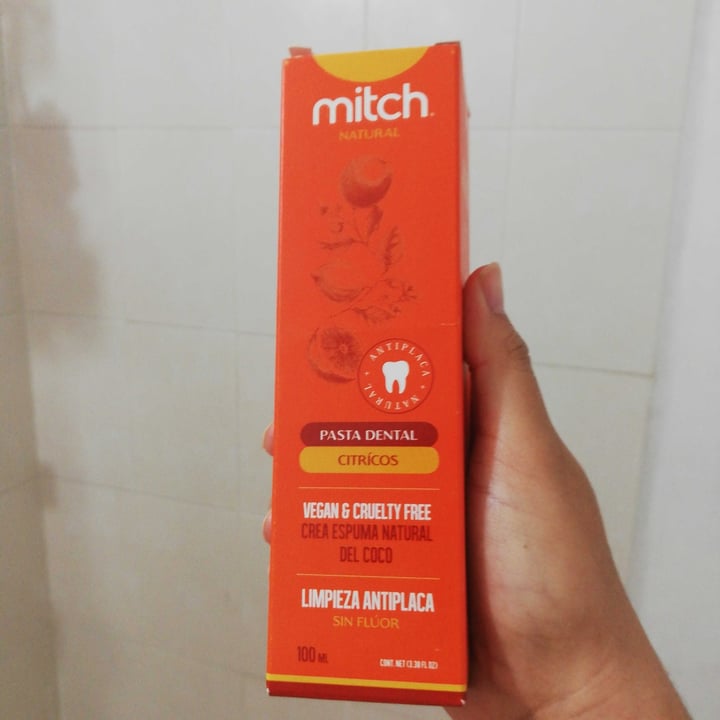 mitch.
NATURAL
ANTIPLACA
NATURAL
PASTA DENTAL
CITRÍCOS
VEGAN & CRUELTY FREE
CREA ESPUMA NATURAL
DEL COCO
LIMPIEZA ANTIPLACA
SIN FLÚOR
100 ML
CONT. NET (3.38 FL OZ)